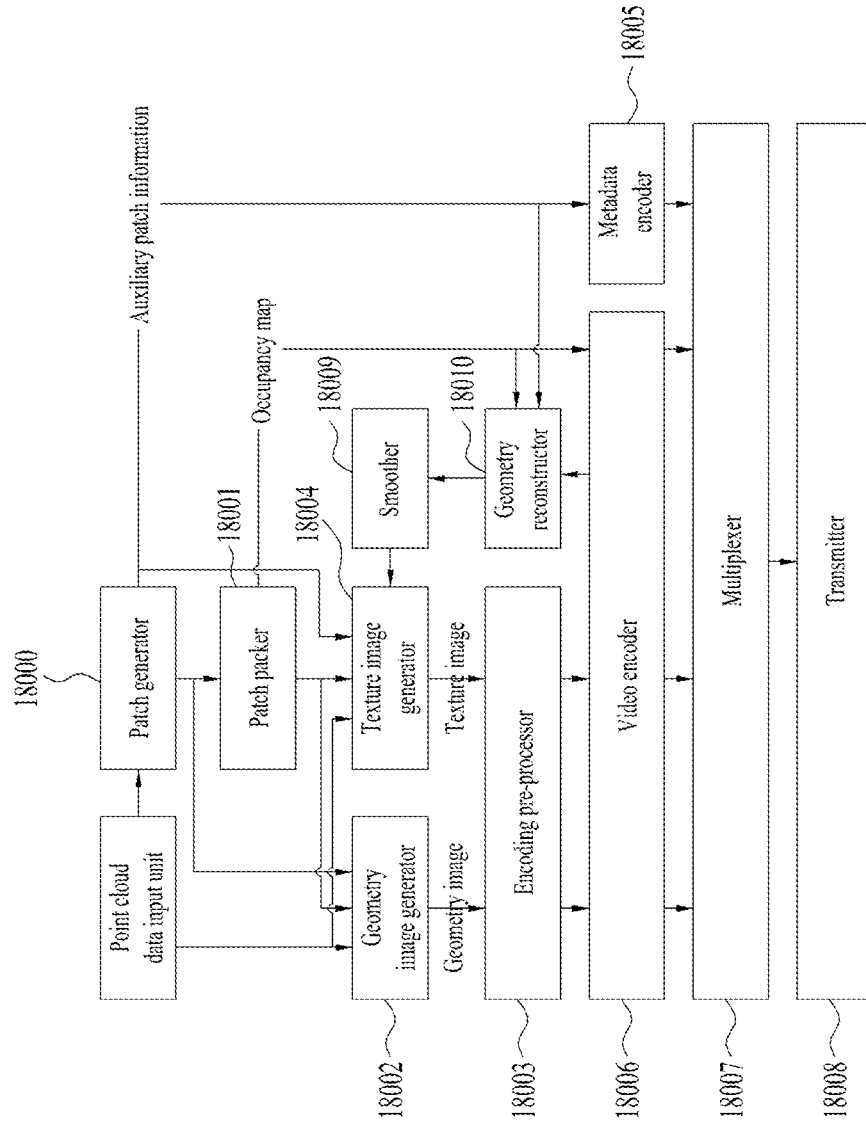 Point cloud
data input unit
Patch generator
18000
Auxiliary patch information
Patch packer
18001
Occupancy map
Geometry
image generator
18002
Texture image
generator
18004
Smoother
18009
Geometry image
Texture image
Encoding pre-processor
18003
Geometry
reconstructor
18010
Video encoder
18006
Metadata
encoder
18005
Multiplexer
18007
Transmitter
18008